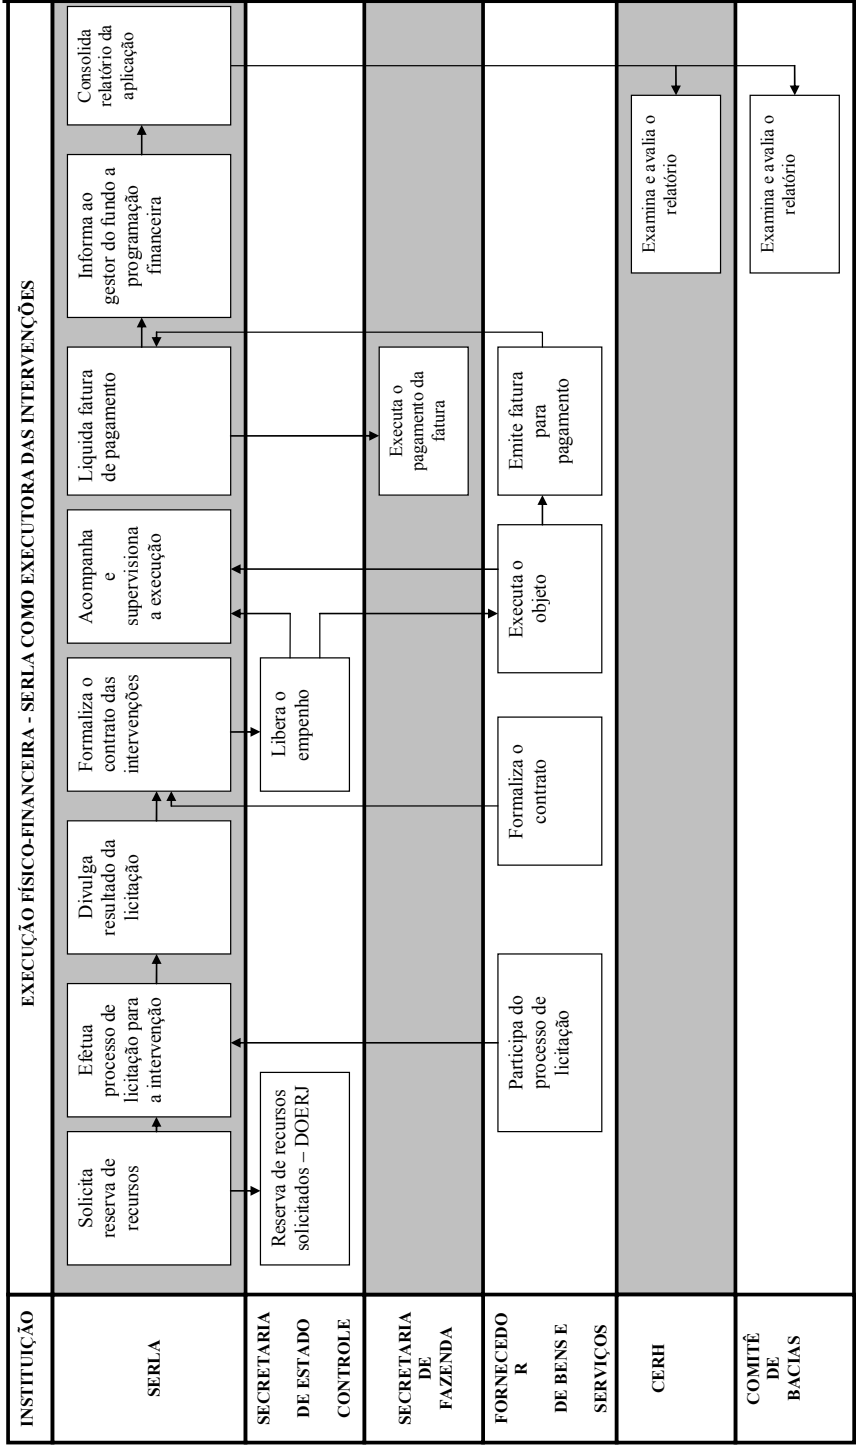 INSTITUIÇÃO
EXECUÇÃO FÍSICO-FINANCEIRA - SERLA COMO EXECUTORA DAS INTERVENÇÕES
SERLA
Solicita
reserva de
recursos
Efetua
processo de
licitação para
a intervenção
Divulga
resultado da
licitação
Formaliza o
contrato das
intervenções
Acompanha
e
supervisiona
a execução
Liquida fatura
de pagamento
Informa ao
gestor do fundo a
programação
financeira
Consolida
relatório da
aplicação
SECRETARIA
DE ESTADO
CONTROLE
Reserva de recursos
solicitados – DOERJ
Libera o
empenho
SECRETARIA
DE
FAZENDA
Executa o
pagamento da
fatura
FORNECEDO
R
DE BENS E
SERVIÇOS
Participa do
processo de
licitação
Formaliza o
contrato
Executa o
objeto
Emite fatura
para
pagamento
CERH
Examina e avalia o
relatório
COMITÊ
DE
BACIAS
Examina e avalia o
relatório